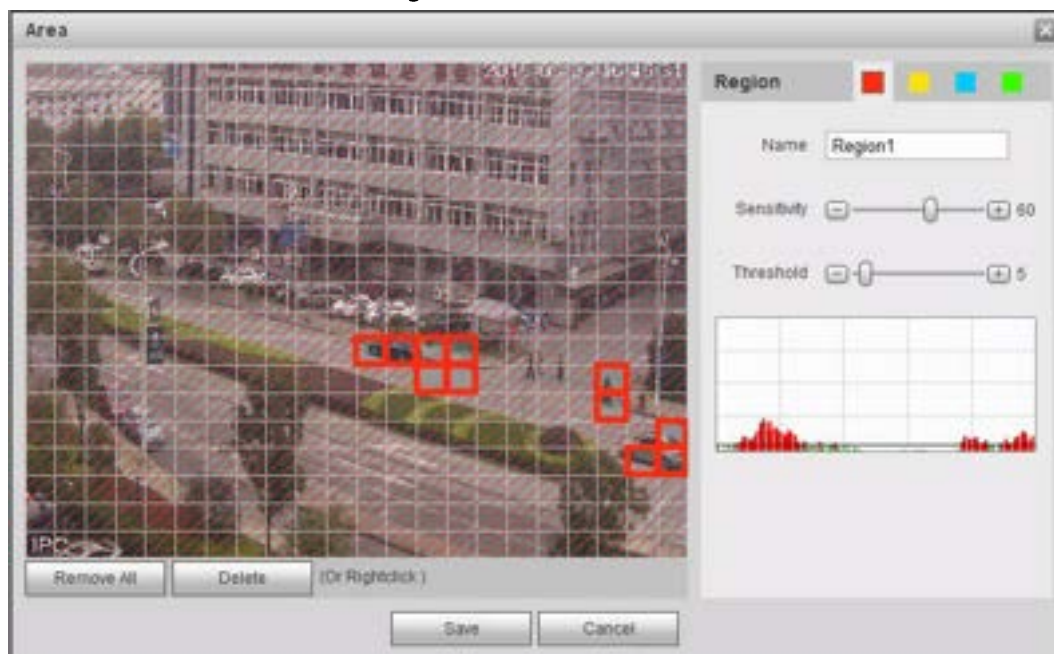 Area
Region
Name Region1
Sensitivity 60
Threshold 5
IPC
Remove All Delete (Or Rightclick )
Save Cancel